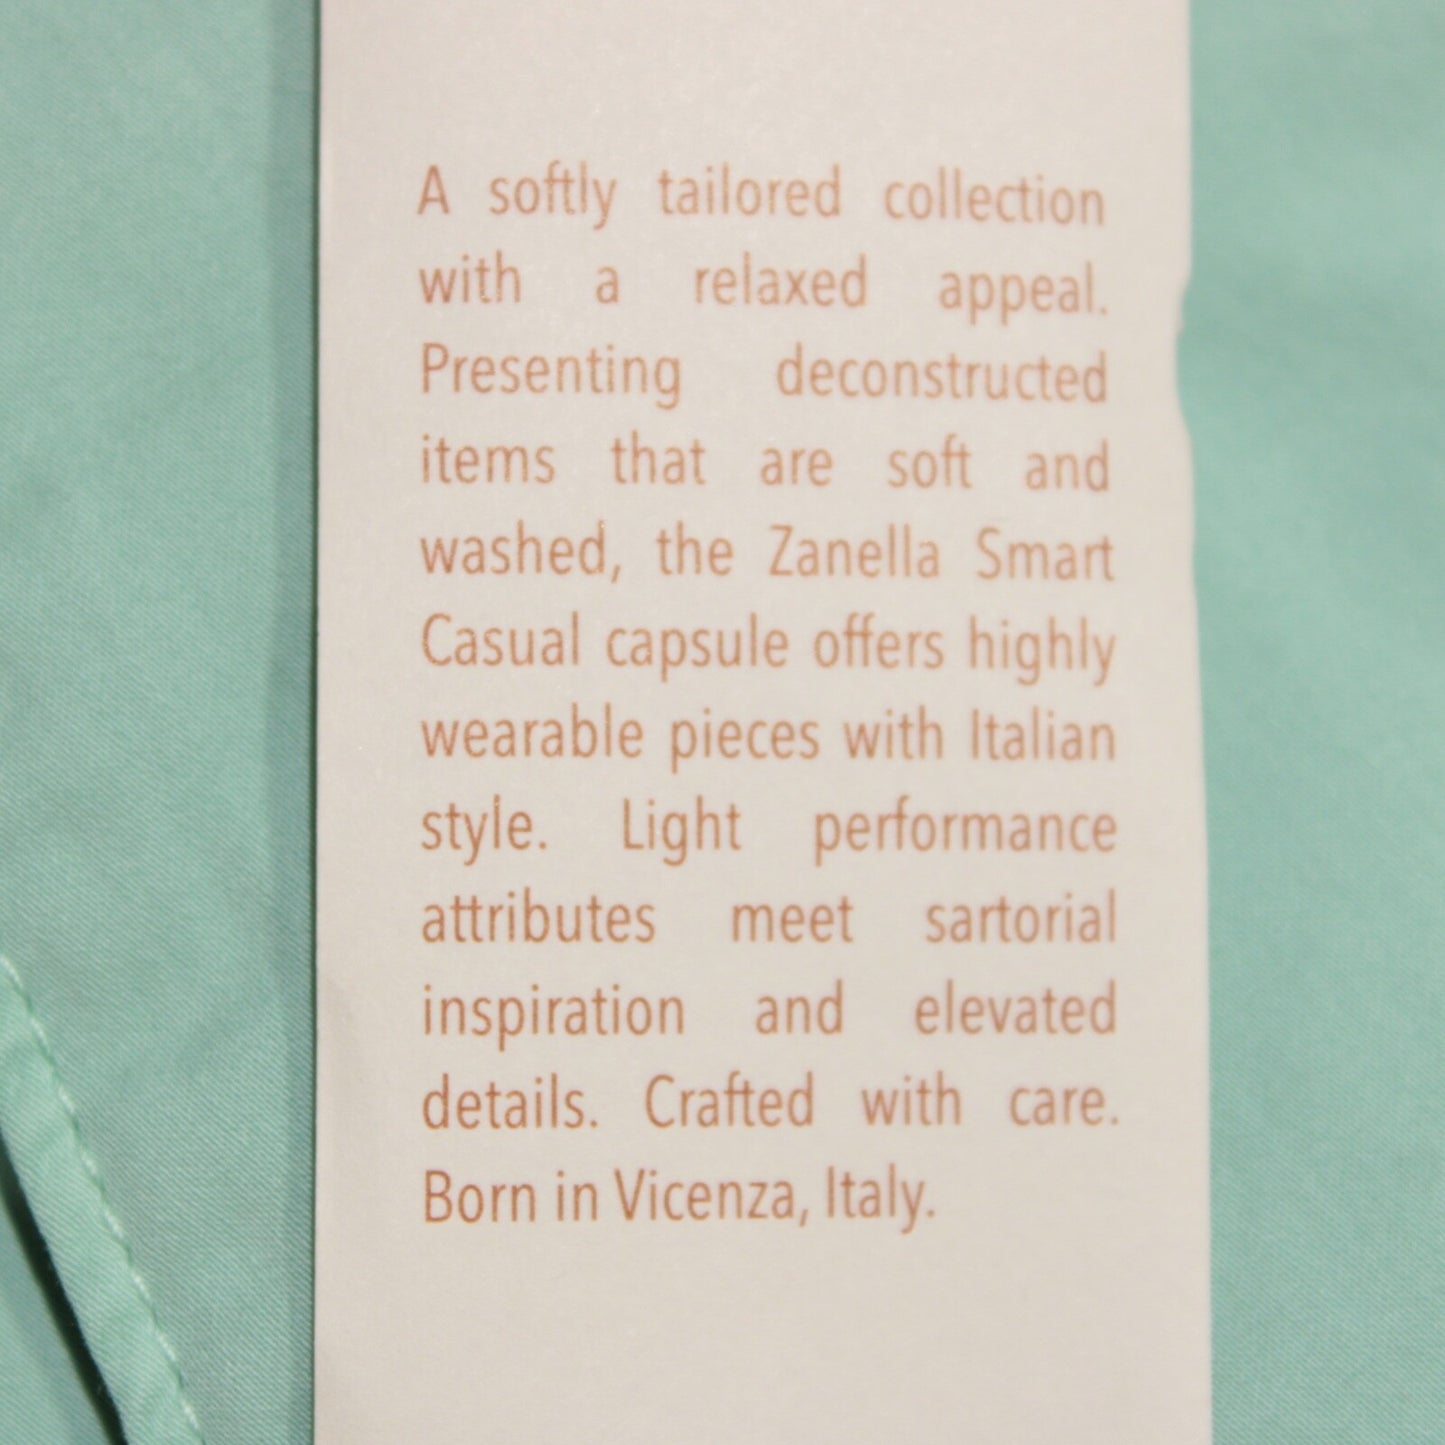 A softly tailored collection
with a relaxed appeal.
Presenting deconstructed
items that are soft and
washed, the Zanella Smart
Casual capsule offers highly
wearable pieces with Italian
style. Light performance
attributes meet sartorial
inspiration and elevated
details. Crafted with care.
Born in Vicenza, Italy.